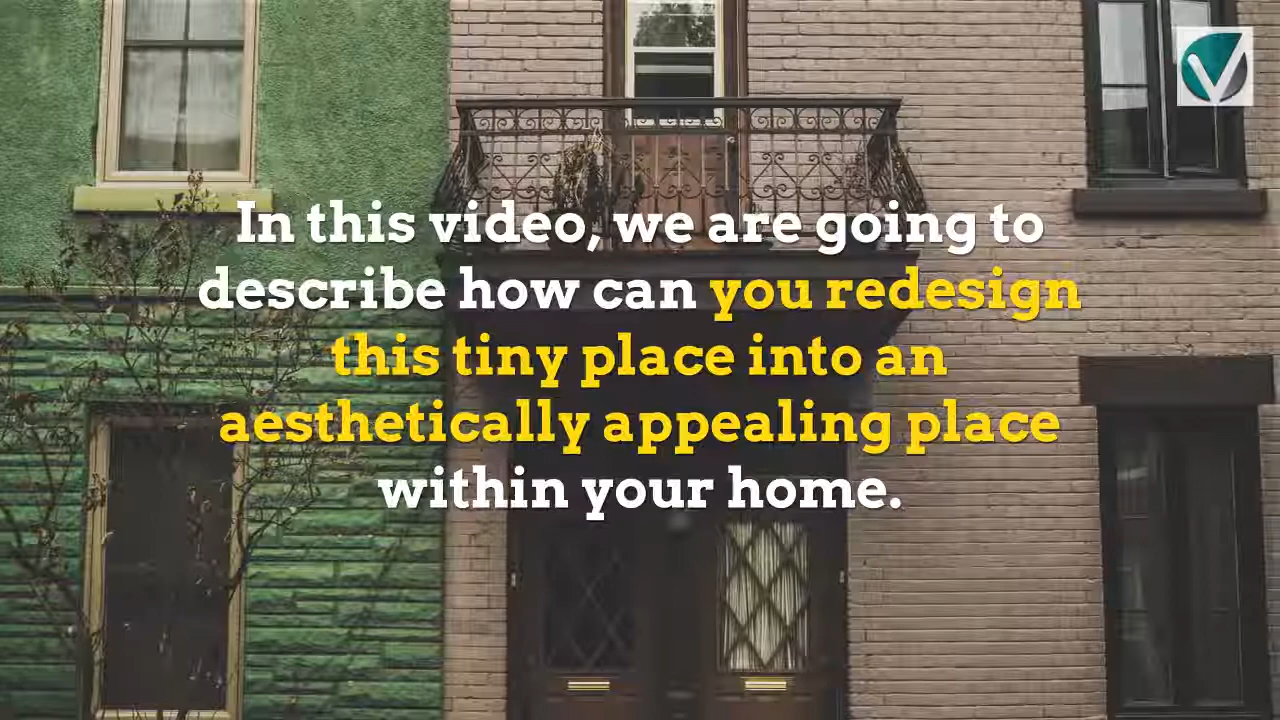 In this video, we are going to
describe how can you redesign
this tiny place into an
aesthetically appealing place
within your home.